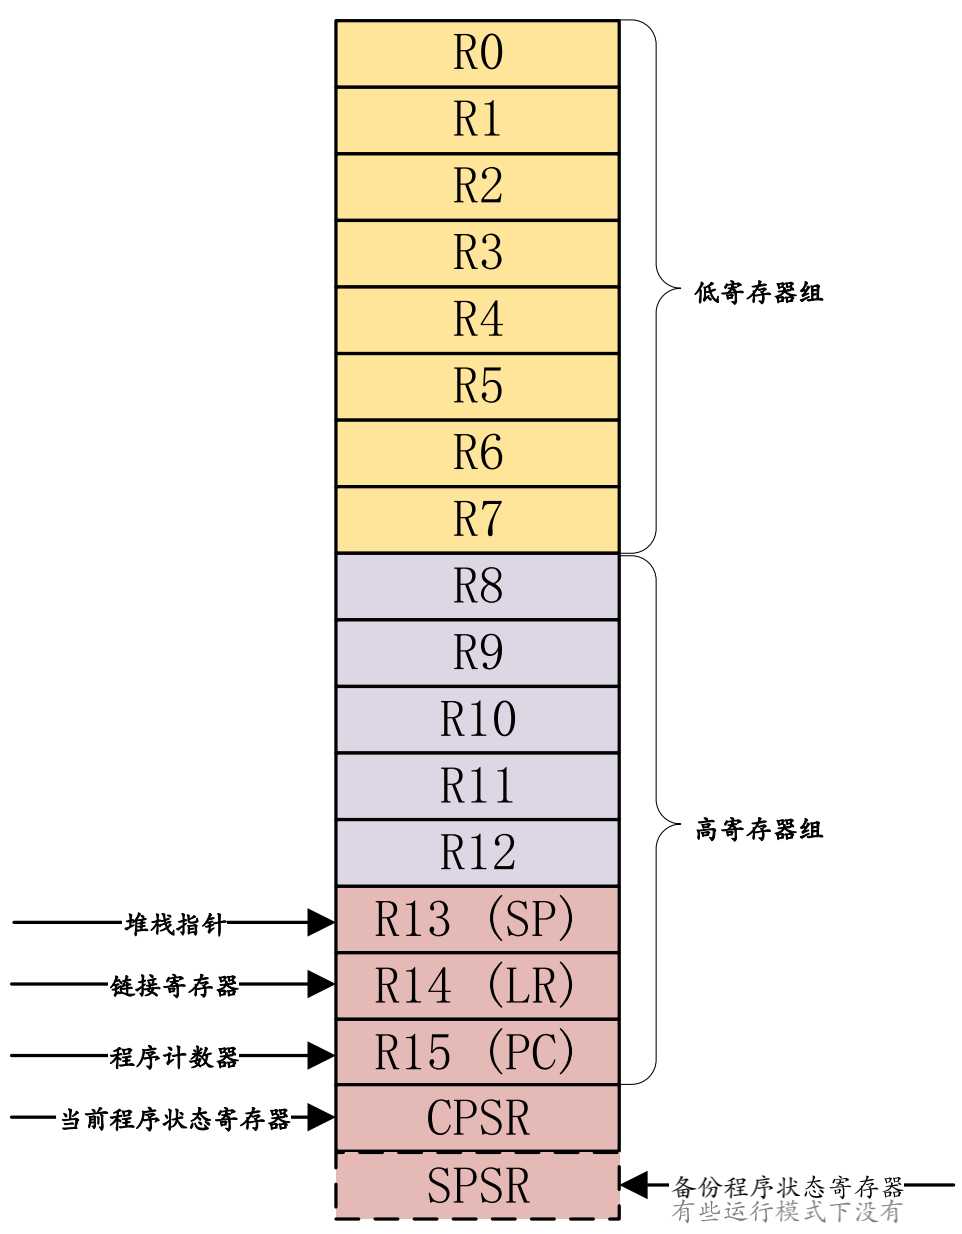 R0
R1
R2
R3
低寄存器组
R4
R5
R6
R7
R8
R9
R10
R11
高寄存器组
R12
堆栈指针
R13 (SP)
链接寄存器
R14 (LR)
程序计数器
R15 (PC)
当前程序状态寄存器
CPSR
SPSR
备份程序状态寄存器
有些运行模式下没有